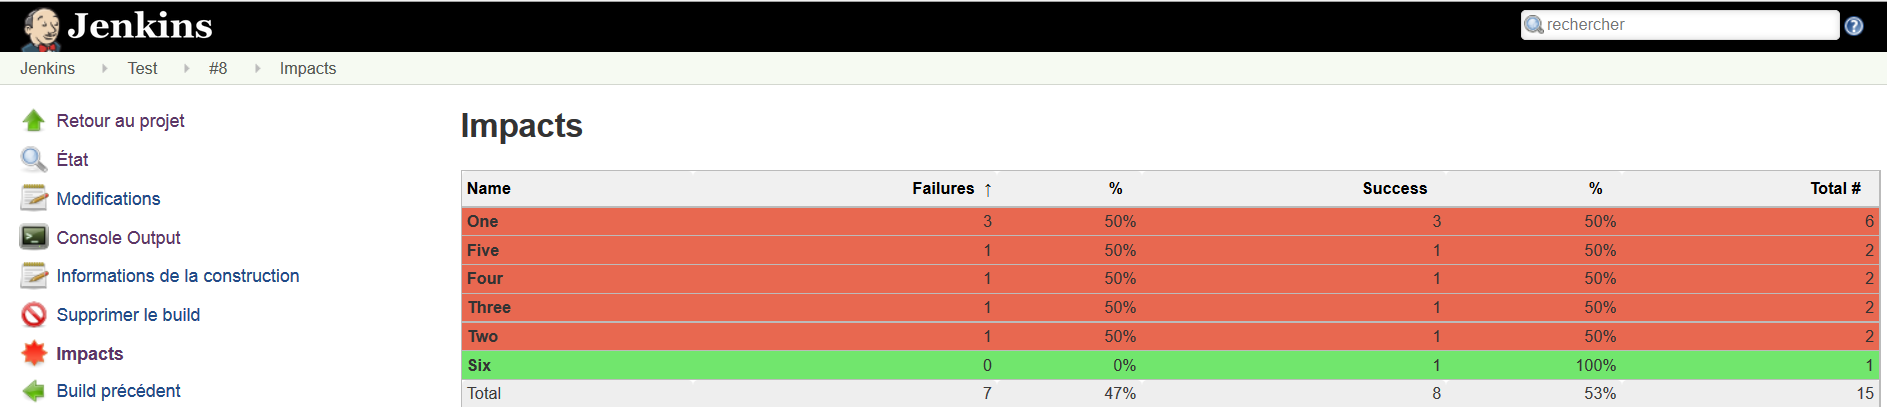 Jenkins
rechercher
Jenkins Test #8 Impacts
Retour au projet
État
Modifications
Console Output
Informations de la construction
Supprimer le build
Impacts
Build précédent
Impacts
Name Failures ↑ % Success % Total #
One 3 50% 3 50% 6
Five 1 50% 1 50% 2
Four 1 50% 1 50% 2
Three 1 50% 1 50% 2
Two 1 50% 1 50% 2
Six 0 0% 1 100% 1
Total 7 47% 8 53% 15